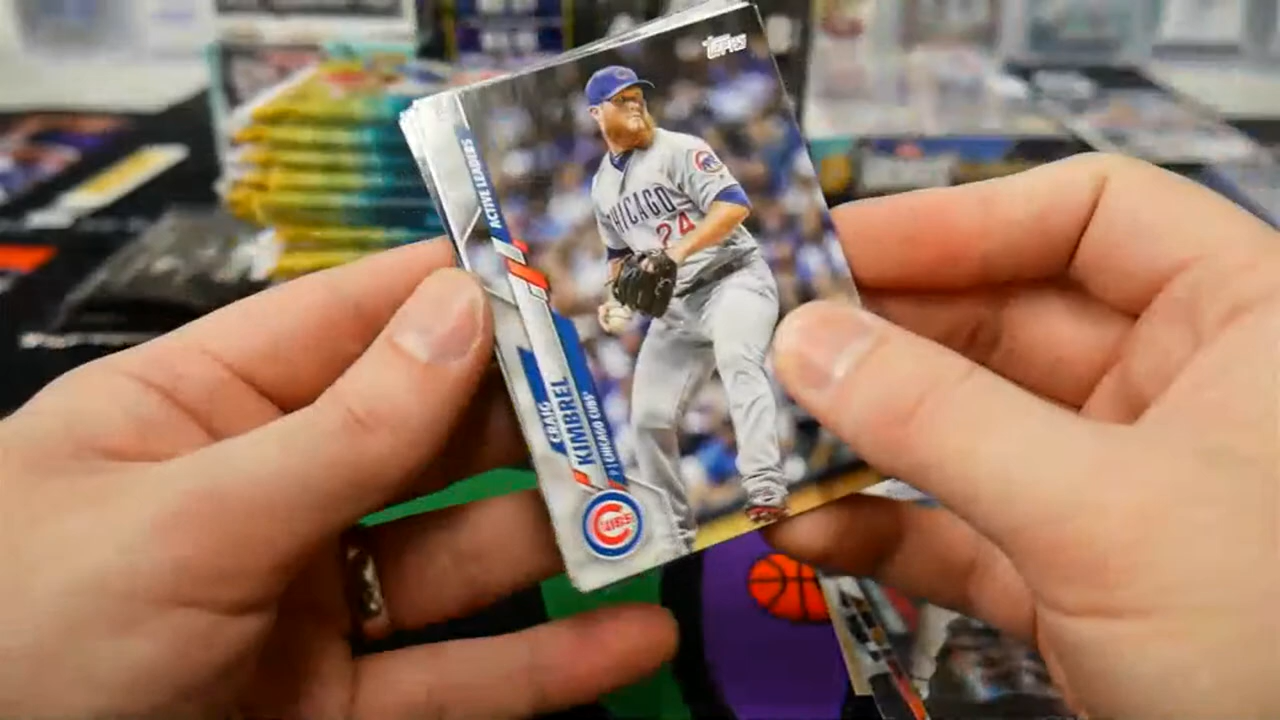 TOPPS
ACTIVE LEADERS
CHICAGO
24
CRAIG
KIMBREL
P | CHICAGO CUBS®
CUBS